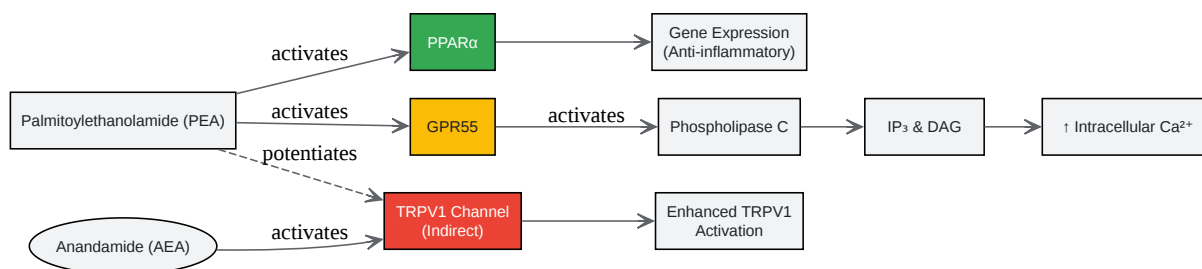 activates
PPARα
Gene Expression
(Anti-inflammatory)
Palmitoylethanolamide (PEA)
activates
GPR55
activates
Phospholipase C
IP₃ & DAG
↑ Intracellular Ca²⁺
potentiates
TRPV1 Channel
(Indirect)
Enhanced TRPV1
Activation
Anandamide (AEA)
activates